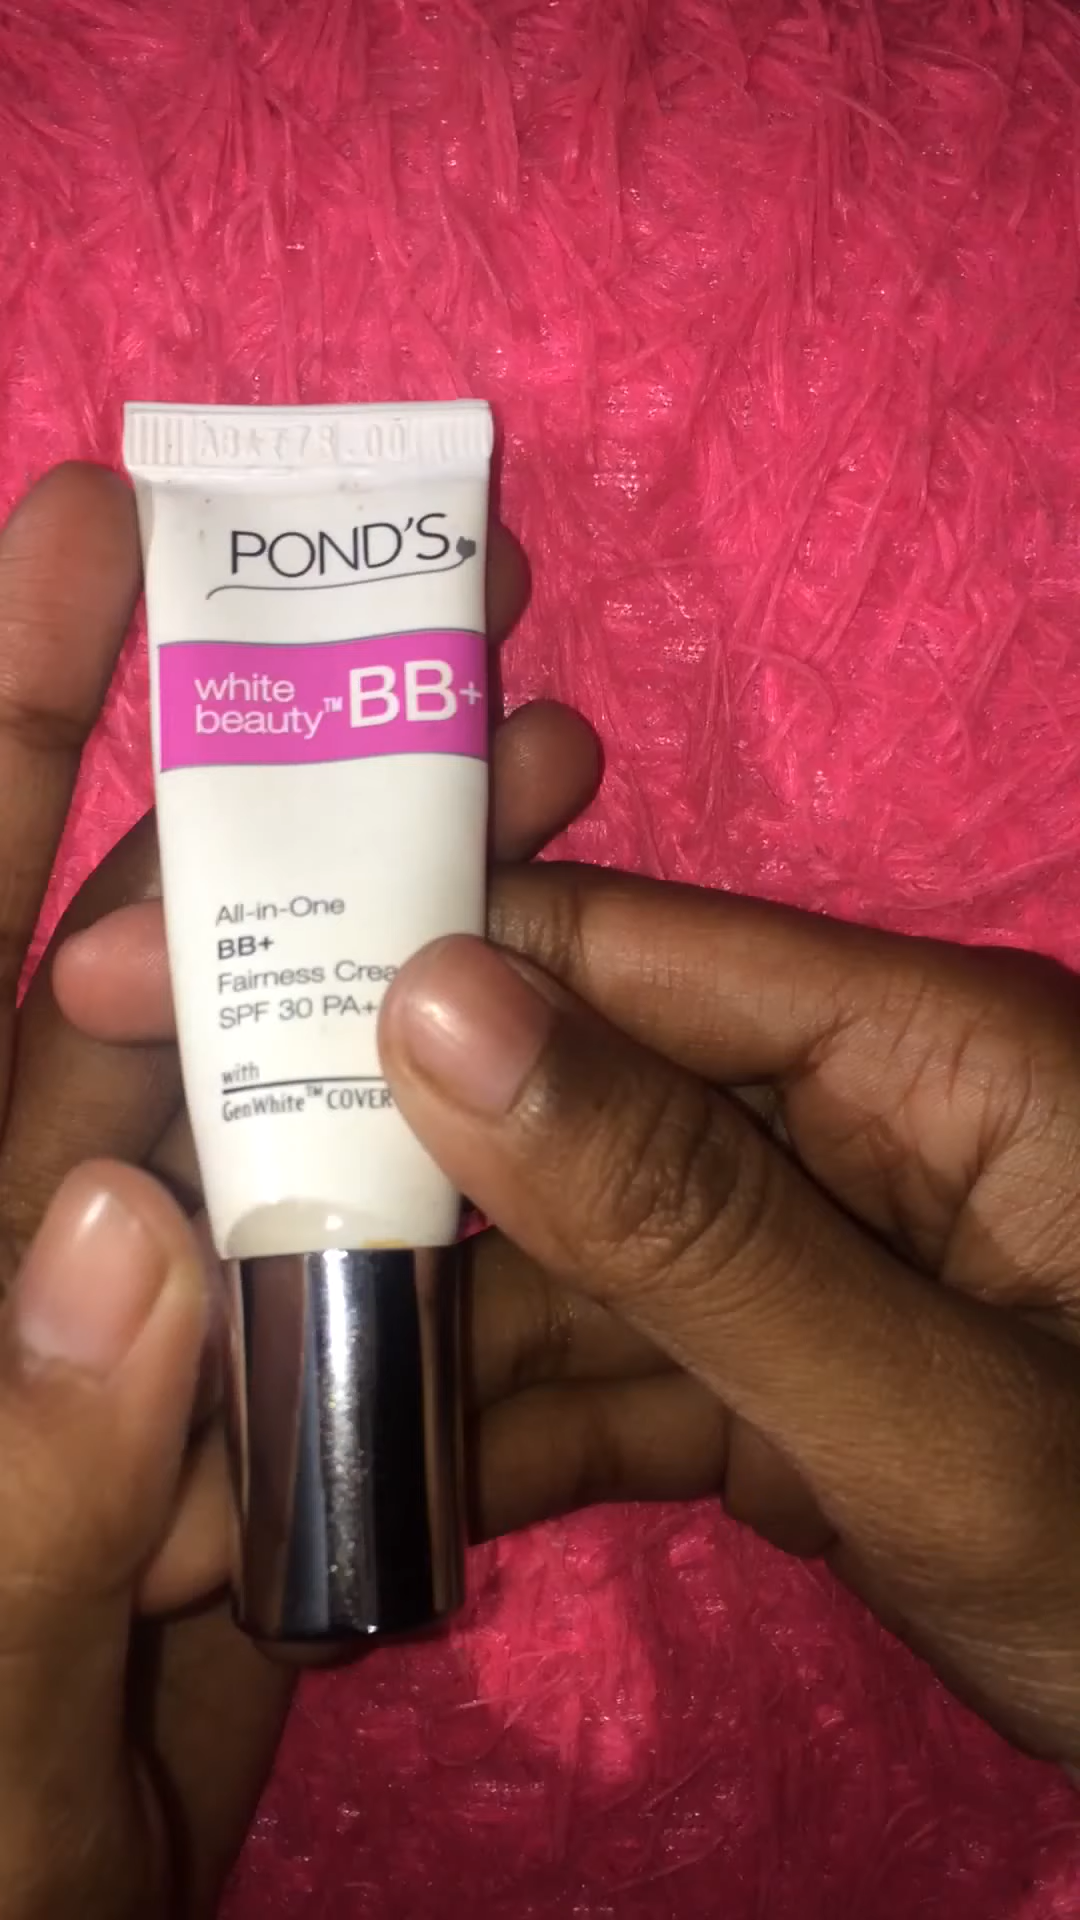 POND'S
white
beauty™ BB+
All-in-One
BB+
Fairness Crea
SPF 30 PA+
with
GenWhite™ COVER